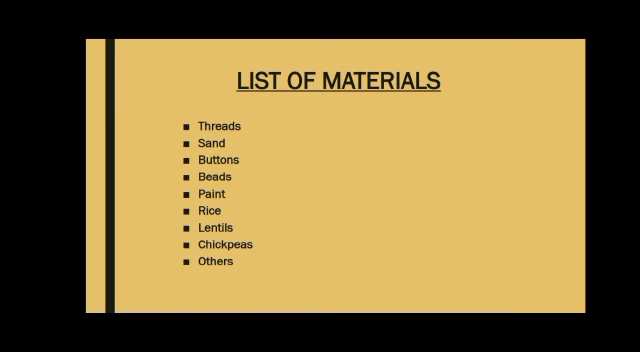 LIST OF MATERIALS
Threads
Sand
Buttons
Beads
Paint
Rice
Lentils
Chickpeas
Others